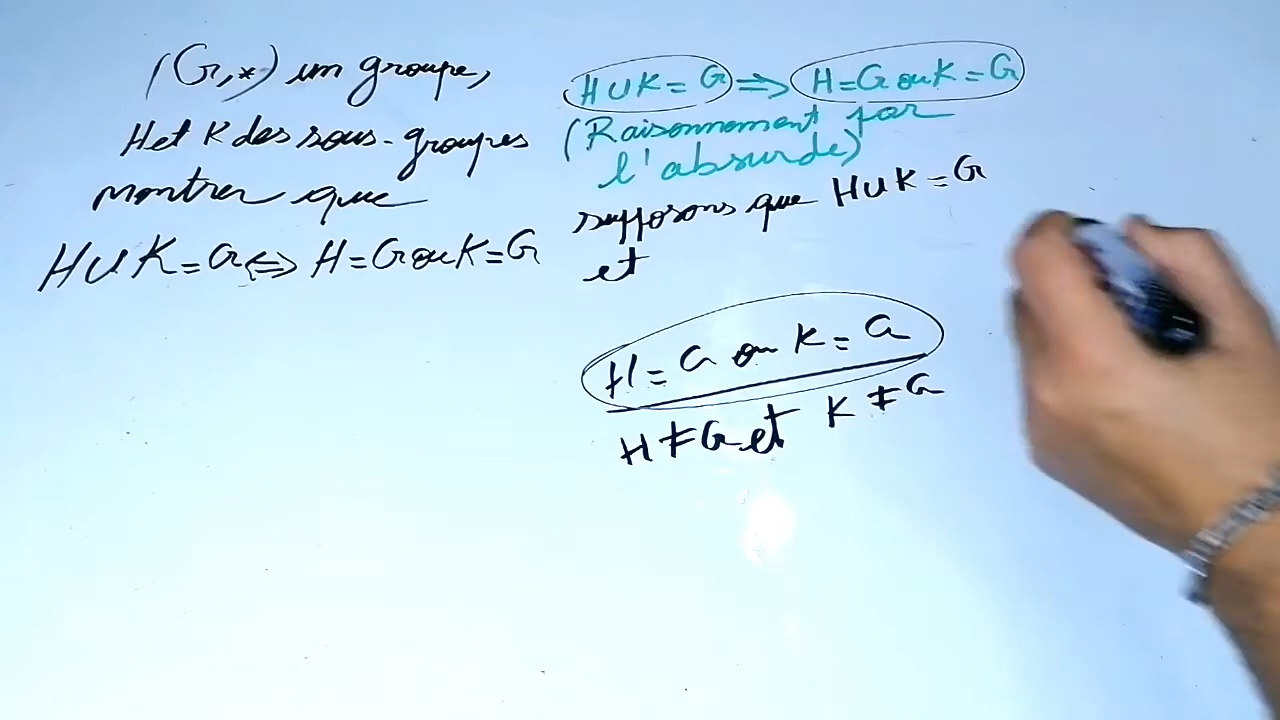 (G,*) un groupe,
H et K des sous-groupes
montrer que
H∪K=G⇔H=G ou K=G
H∪K=G⇒H=G ou K=G
(Raisonnement par
l'absurde)
supposons que H∪K=G
et
H=G ou K=G
H≠G et K≠G